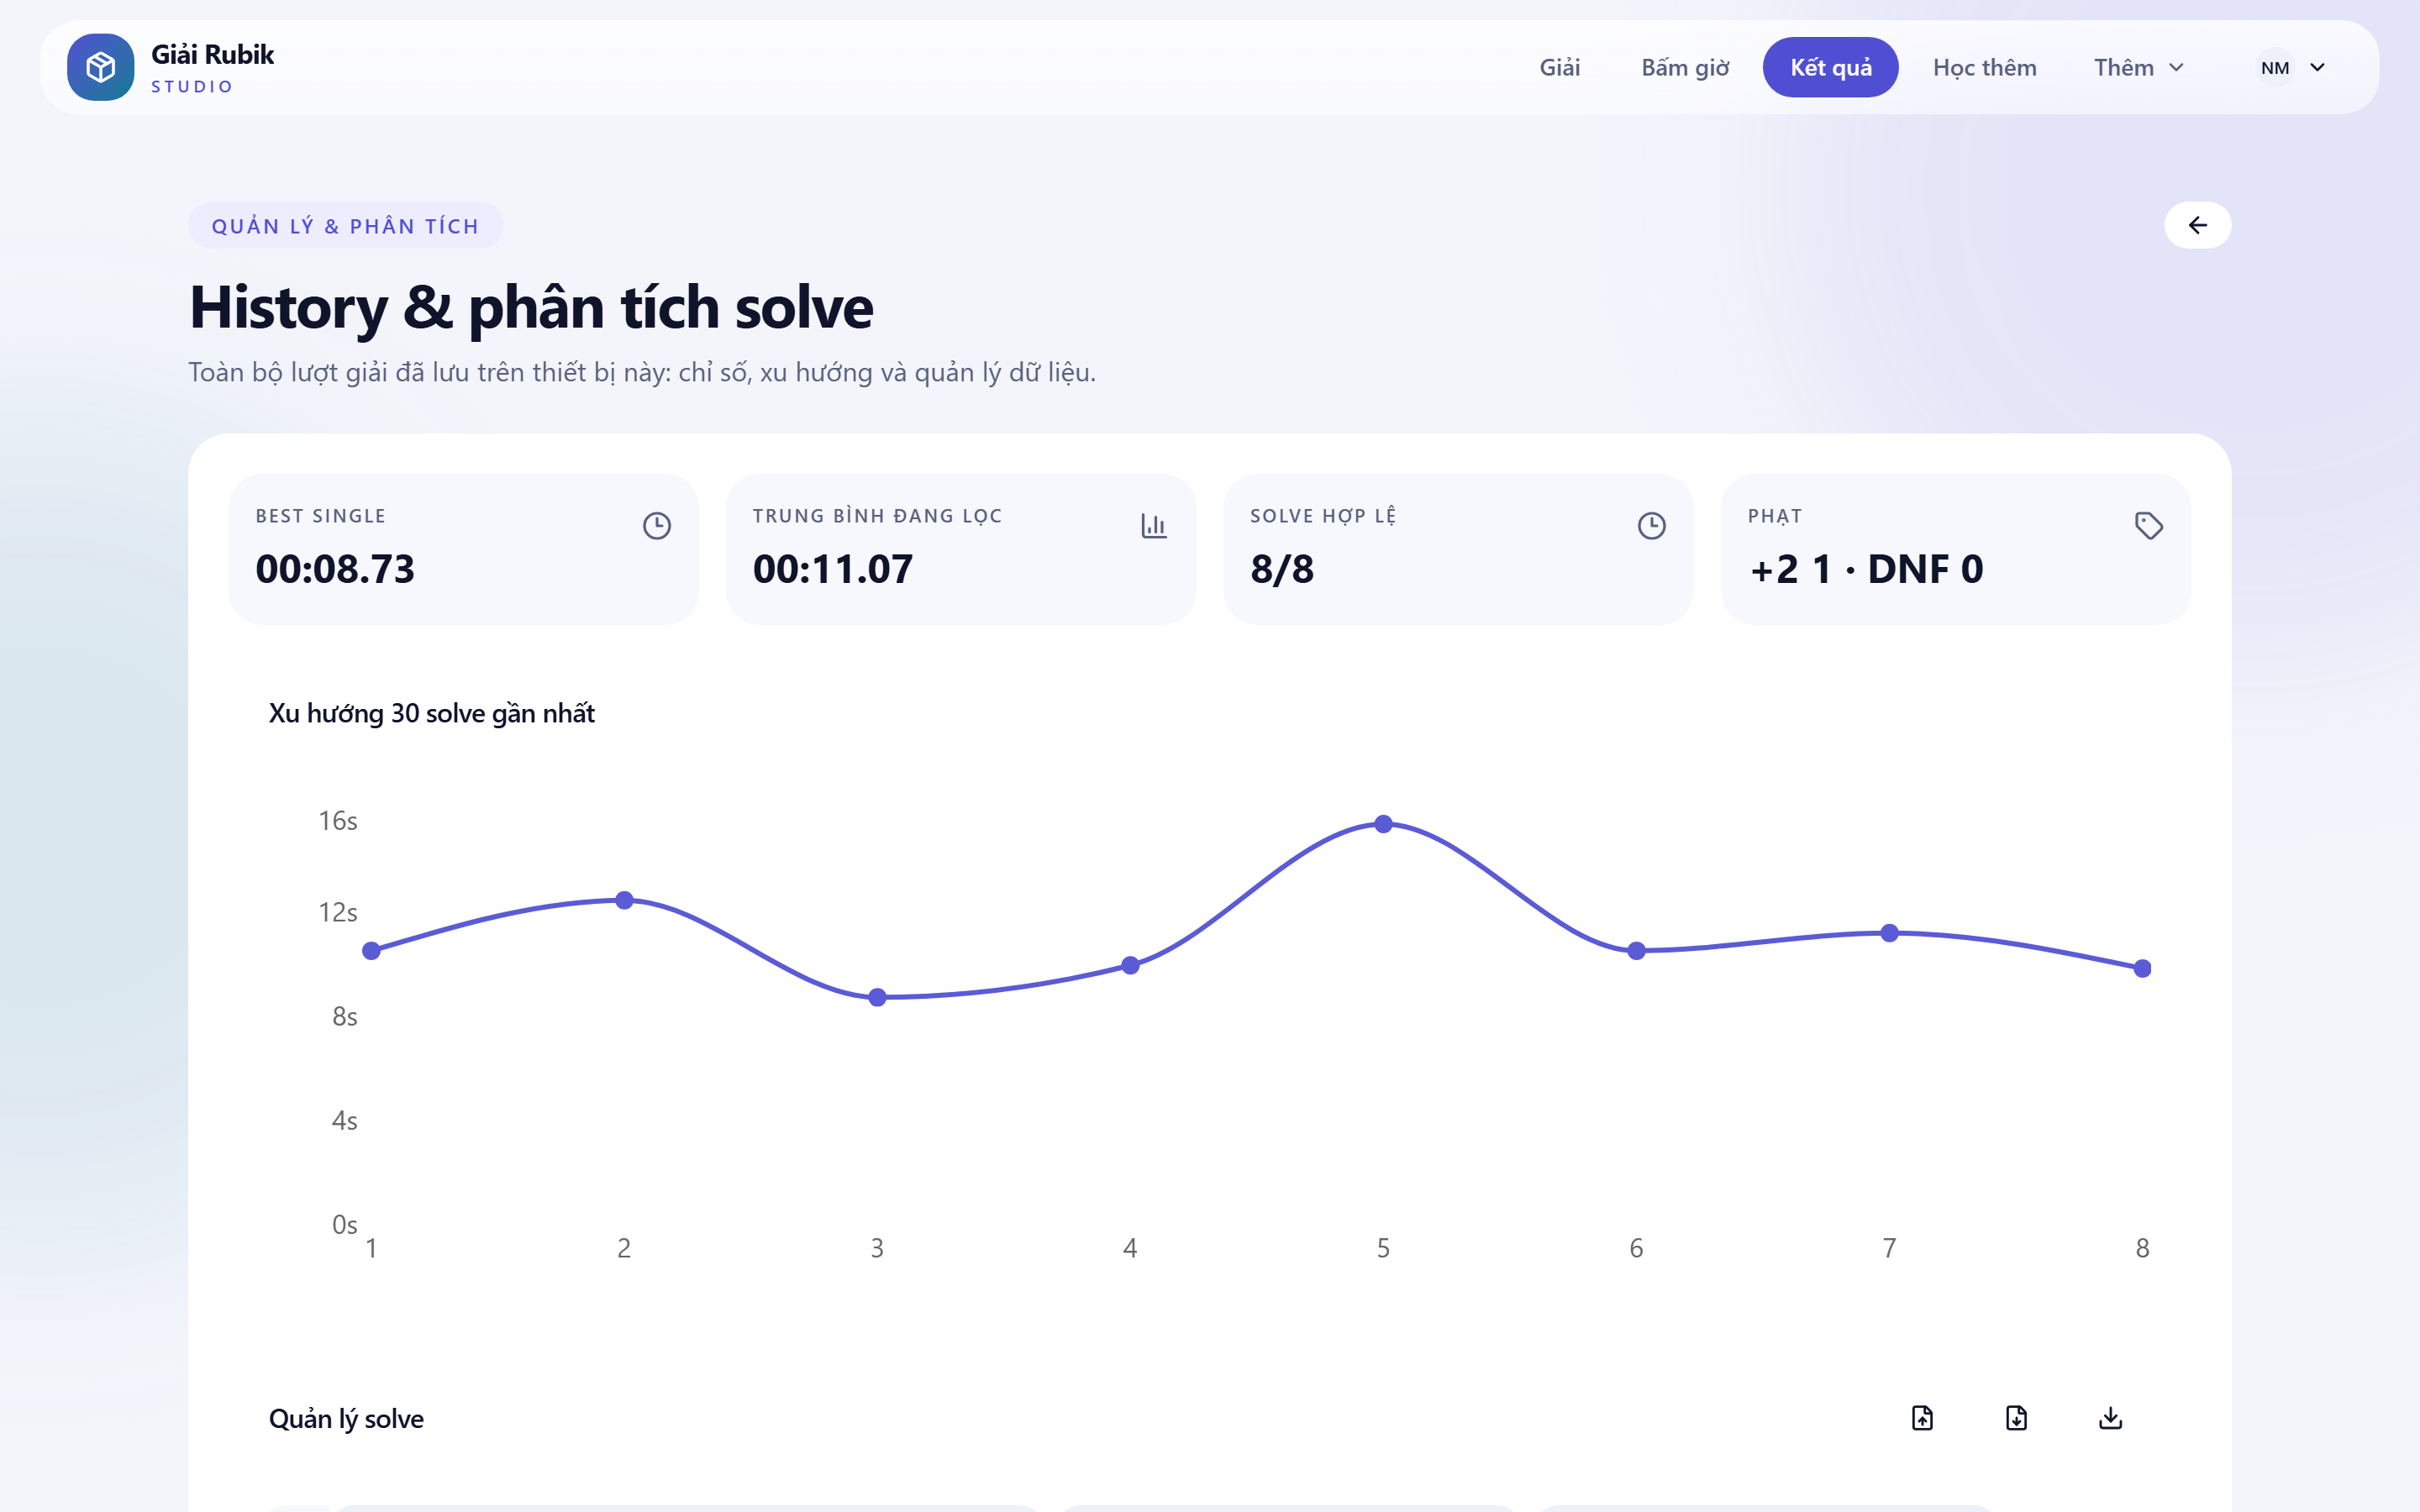 Giải Rubik
STUDIO
Giải
Bấm giờ
Kết quả
Học thêm
Thêm
NM
QUẢN LÝ & PHÂN TÍCH
History & phân tích solve
Toàn bộ lượt giải đã lưu trên thiết bị này: chỉ số, xu hướng và quản lý dữ liệu.
BEST SINGLE
00:08.73
TRUNG BÌNH ĐANG LỌC
00:11.07
SOLVE HỢP LỆ
8/8
PHẠT
+2 1 · DNF 0
Xu hướng 30 solve gần nhất
16s
12s
8s
4s
0s
1 2 3 4 5 6 7 8
Quản lý solve